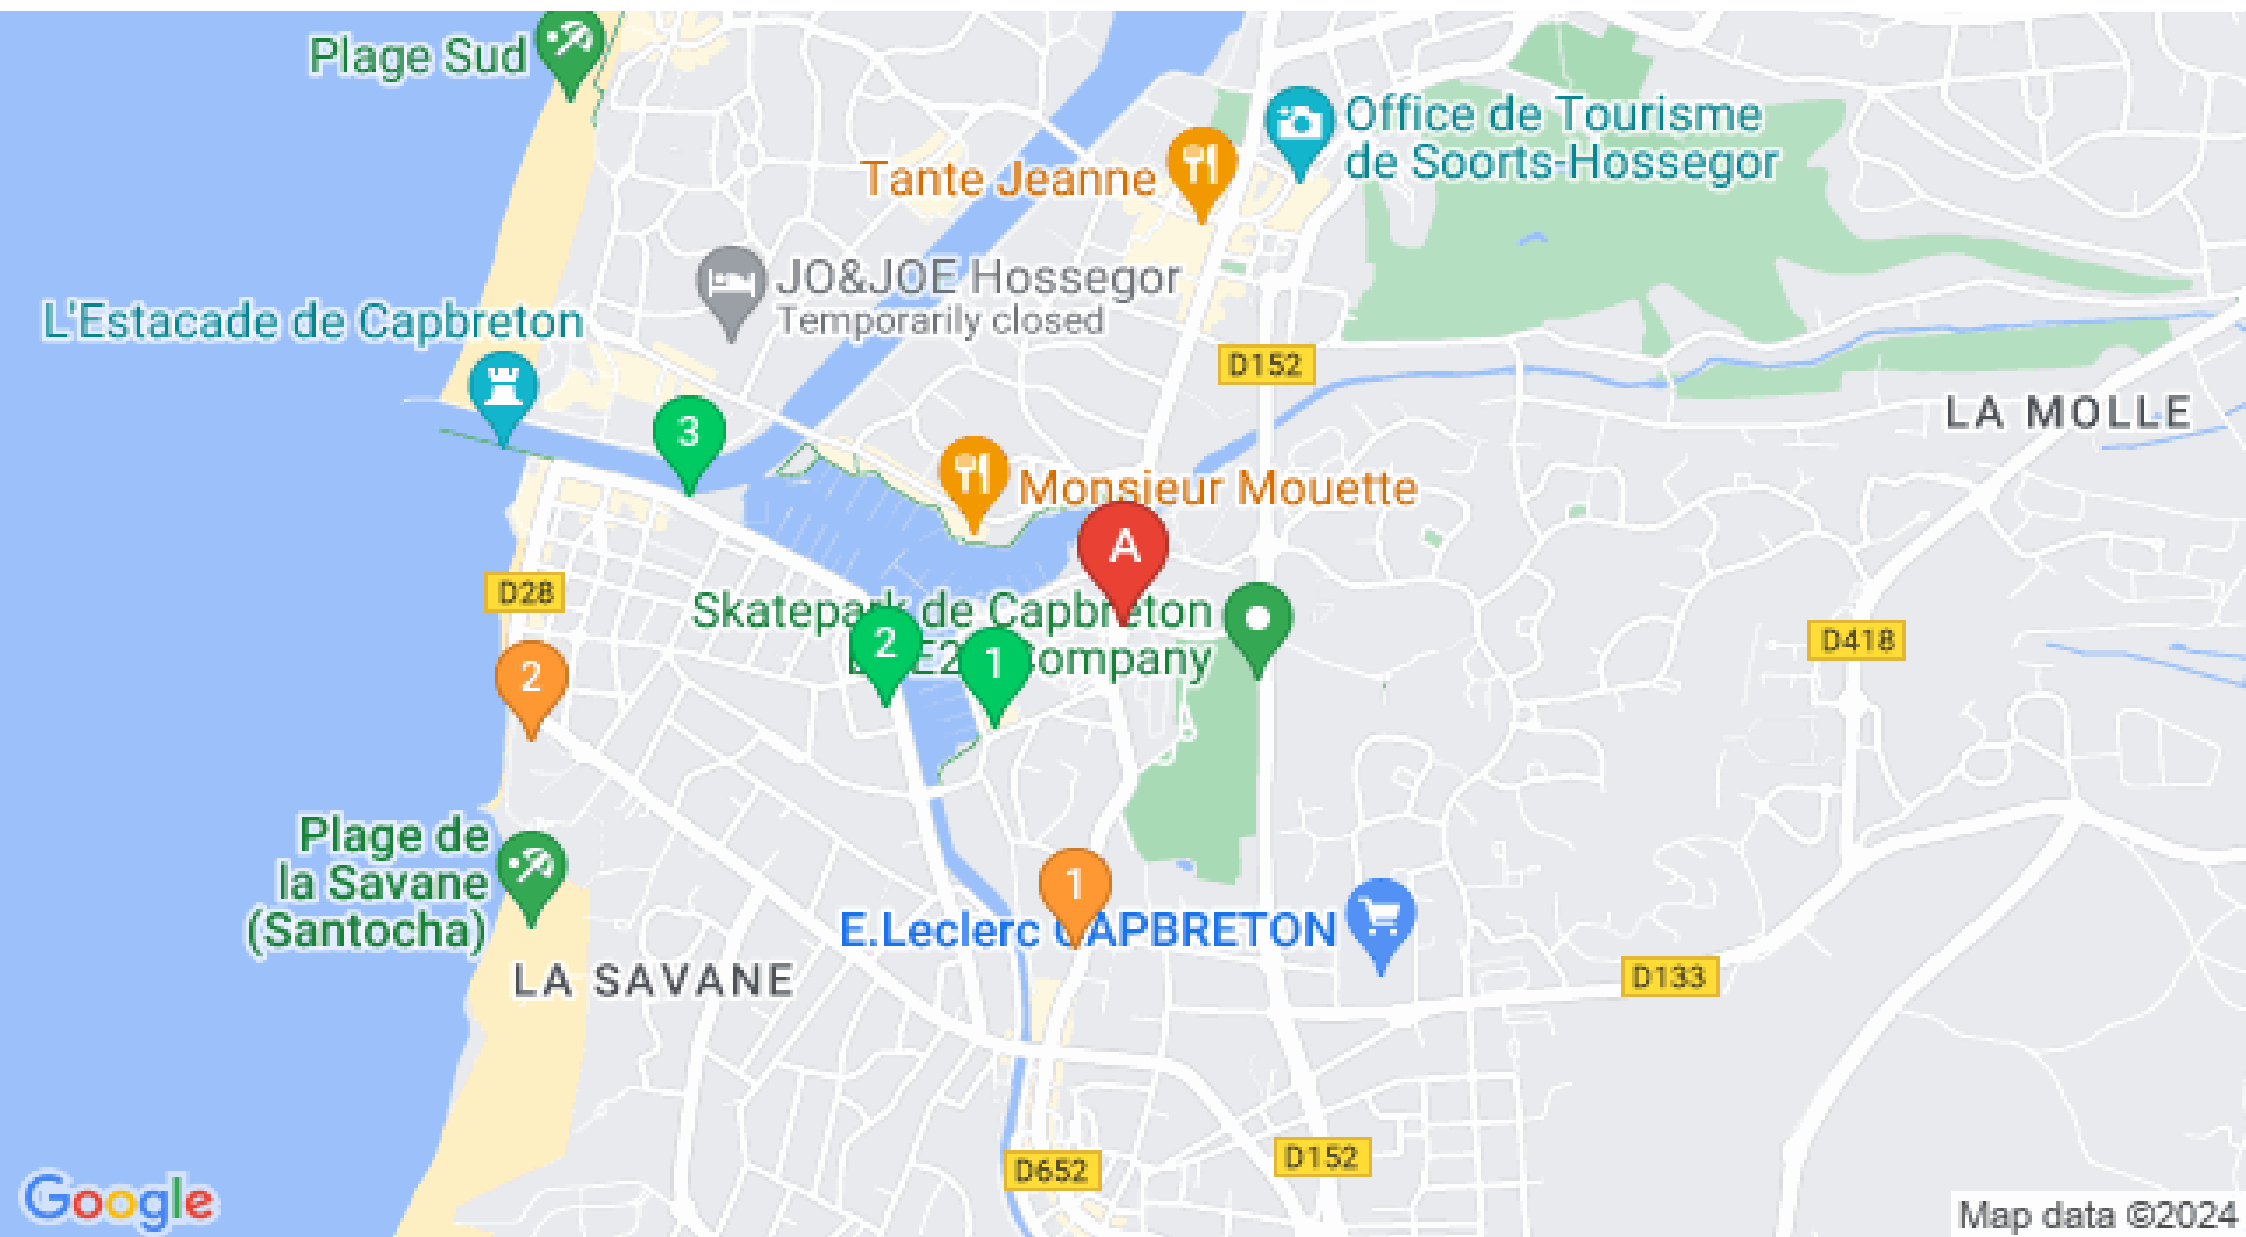 Plage Sud
Office de Tourisme
de Soorts-Hossegor
Tante Jeanne
JO&JOE Hossegor
Temporarily closed
L'Estacade de Capbreton
D152
LA MOLLE
3
Monsieur Mouette
A
D28
Skatepark de Capbreton
Company
2
1
2
D418
Plage de
la Savane
(Santocha)
1
E.Leclerc CAPBRETON
LA SAVANE
D133
D652
D152
Google
Map data ©2024